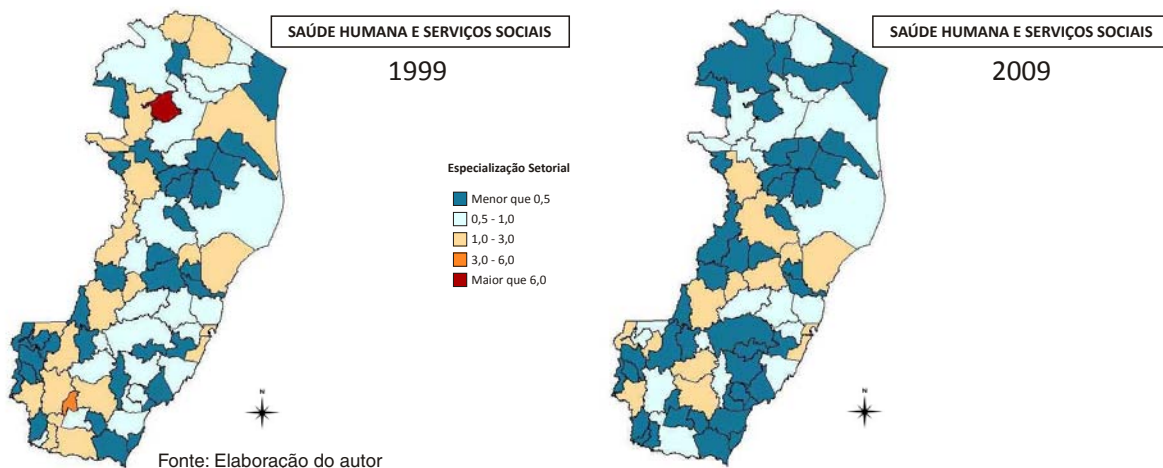 SAÚDE HUMANA E SERVIÇOS SOCIAIS
1999
SAÚDE HUMANA E SERVIÇOS SOCIAIS
2009
Especialização Setorial
Menor que 0,5
0,5 - 1,0
1,0 - 3,0
3,0 - 6,0
Maior que 6,0
N
N
Fonte: Elaboração do autor